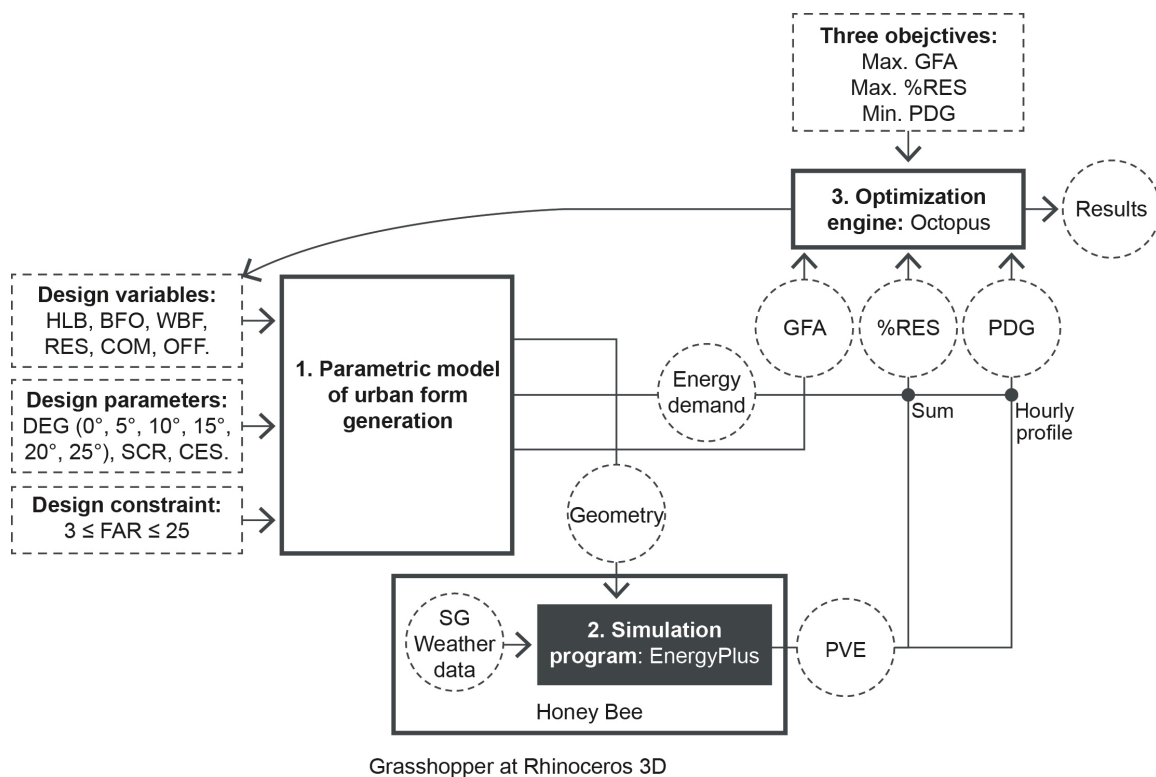 Three obejctives:
Max. GFA
Max. %RES
Min. PDG
3. Optimization
engine: Octopus
Results
Design variables:
HLB, BFO, WBF,
RES, COM, OFF.
Design parameters:
DEG (0°, 5°, 10°, 15°,
20°, 25°), SCR, CES.
Design constraint:
3 ≤ FAR ≤ 25
1. Parametric model
of urban form
generation
GFA
%RES
PDG
Energy
demand
Sum
Hourly
profile
Geometry
SG
Weather
data
2. Simulation
program: EnergyPlus
PVE
Honey Bee
Grasshopper at Rhinoceros 3D